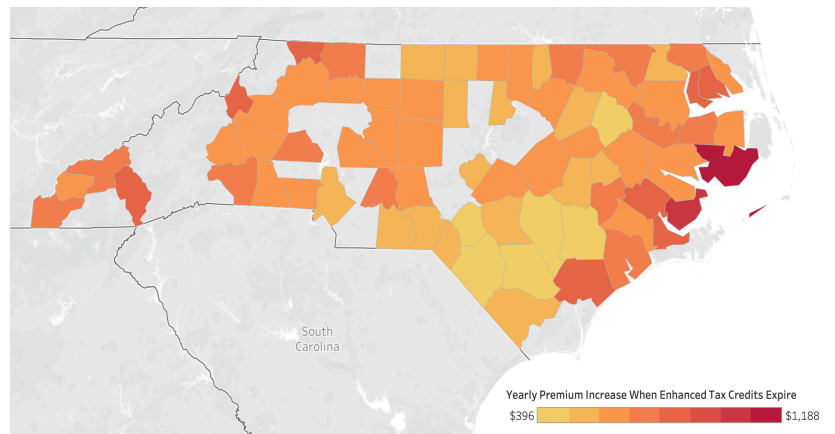 South
Carolina
Yearly Premium Increase When Enhanced Tax Credits Expire
$396 $1,188